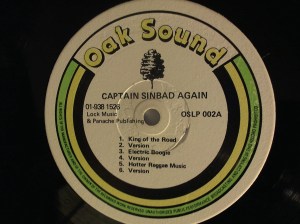 Oak Sound
CAPTAIN SINBAD AGAIN
01-838 1526
Lock Music
& Panache Publishing
OSLP 002A
1. King of the Road
2. Version
3. Electric Boogie
4. Version
5. Hotter Reggae Music
6. Version